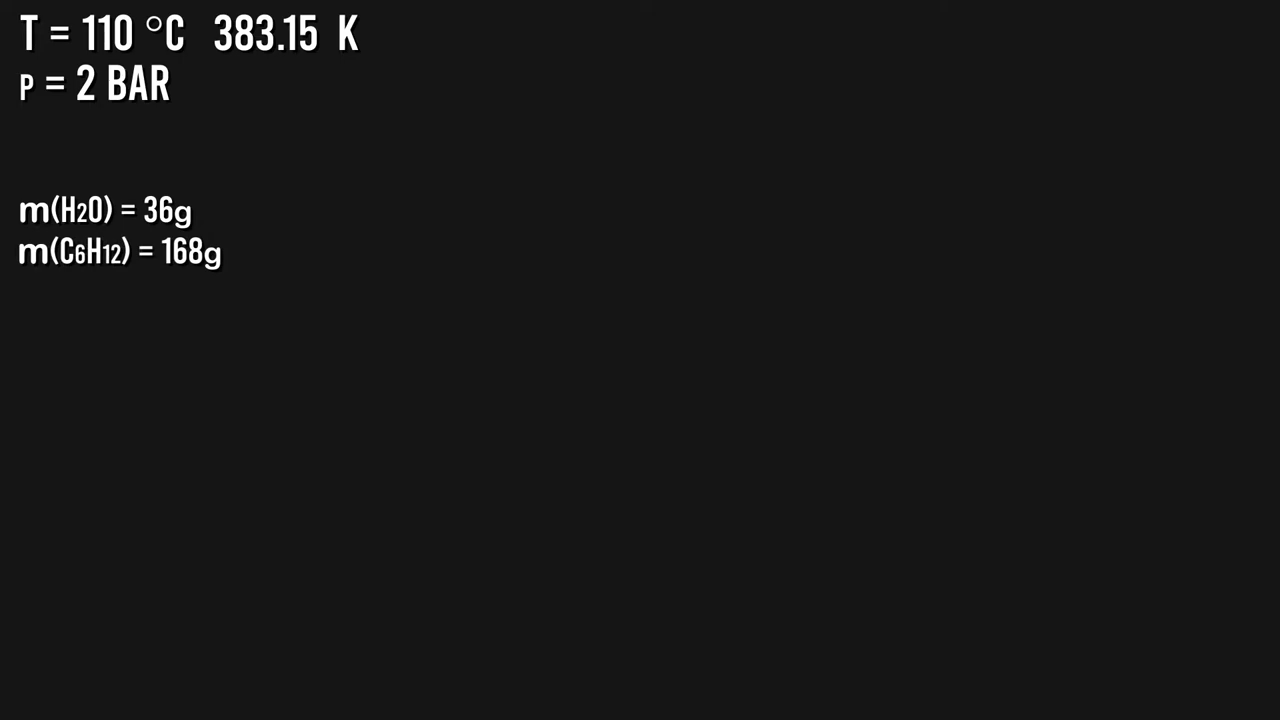 T = 110 °C 383.15 K
P = 2 BAR
m(H2O) = 36g
m(C6H12) = 168g